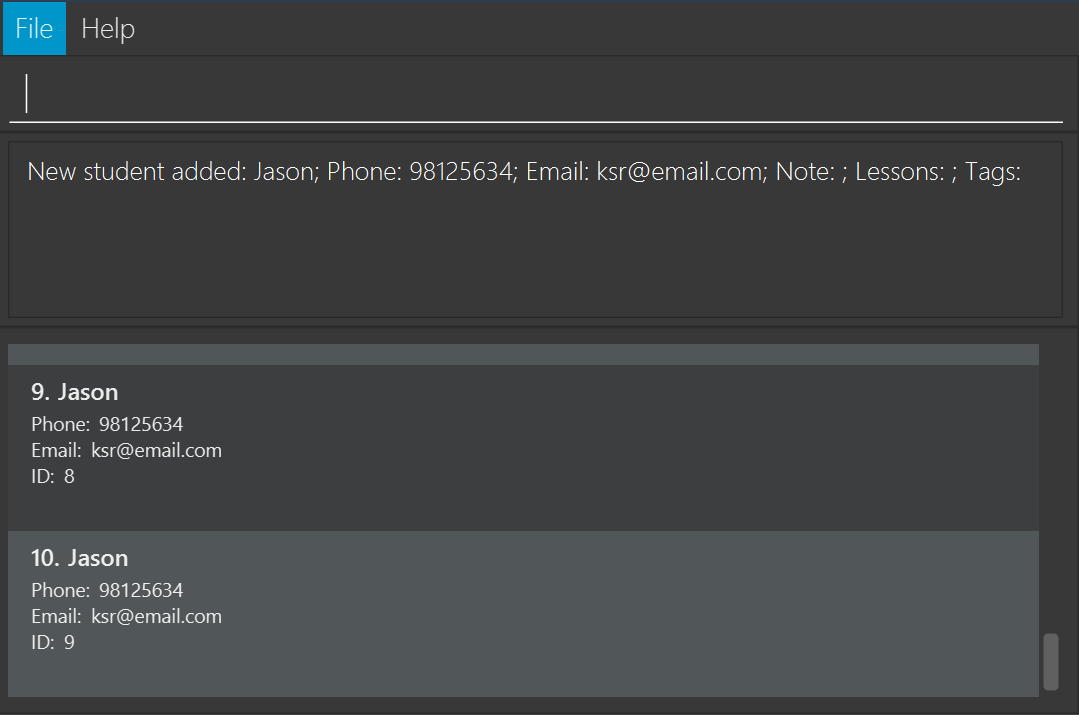 File Help
New student added: Jason; Phone: 98125634; Email: ksr@email.com; Note: ; Lessons: ; Tags:
9. Jason
Phone: 98125634
Email: ksr@email.com
ID: 8
10. Jason
Phone: 98125634
Email: ksr@email.com
ID: 9